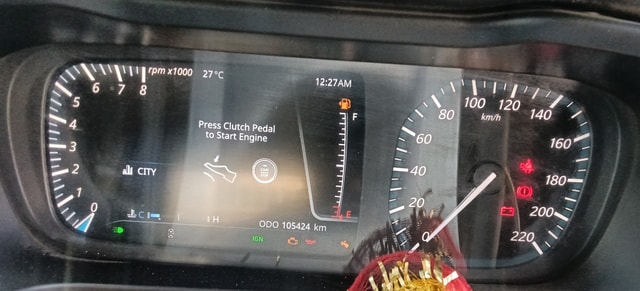 rpm x1000
27°C
12:27AM
6 7 8
5
4
3
2
1
0
Press Clutch Pedal
to Start Engine
CITY
F
E
C H
ODO 105424 km
IGN
km/h
0
20
40
60
80
100
120
140
160
180
200
220